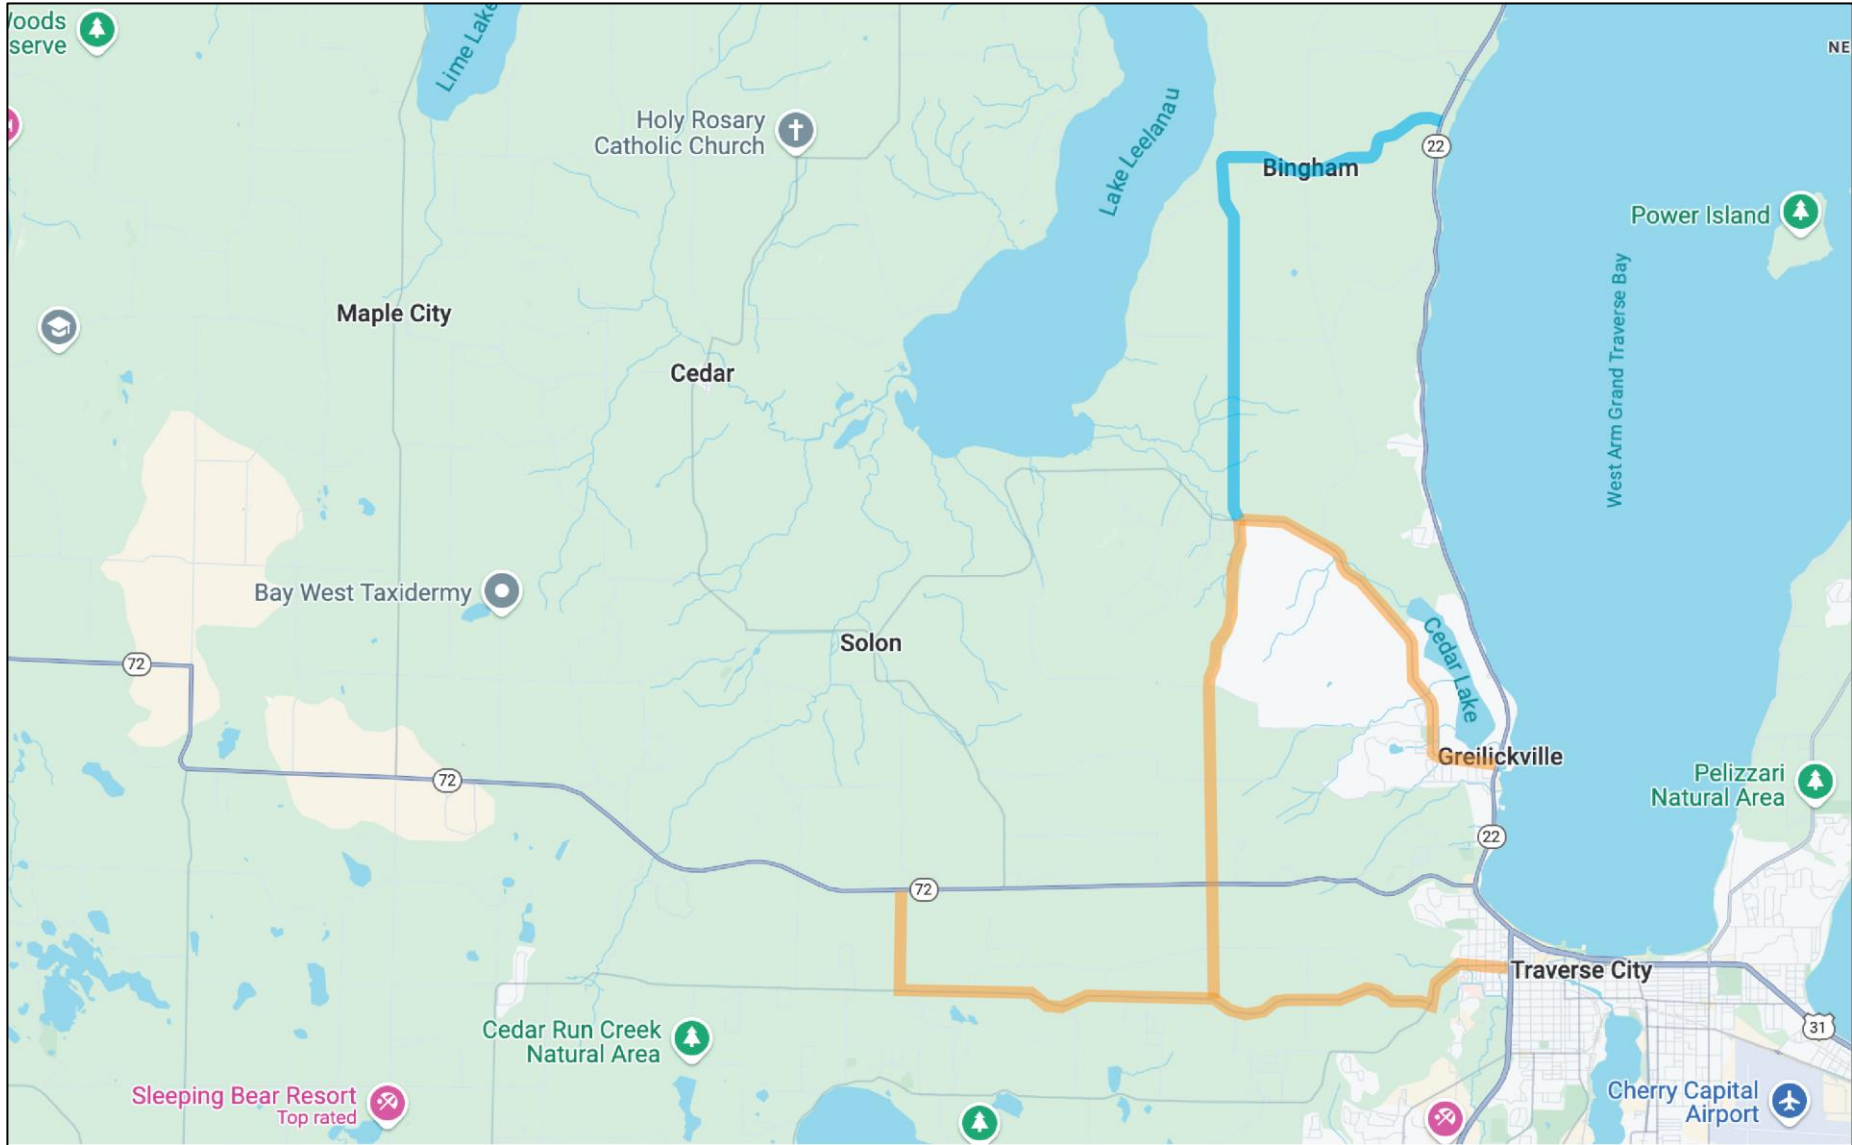 Woods
serve
Lime Lake
NE
Holy Rosary
Catholic Church
Lake Leelanau
22
Bingham
Power Island
Maple City
Cedar
West Arm Grand Traverse Bay
Bay West Taxidermy
Solon
72
Cedar Lake
Greilickville
72
Pelizzari
Natural Area
22
72
Traverse City
Cedar Run Creek
Natural Area
31
Sleeping Bear Resort
Top rated
Cherry Capital
Airport